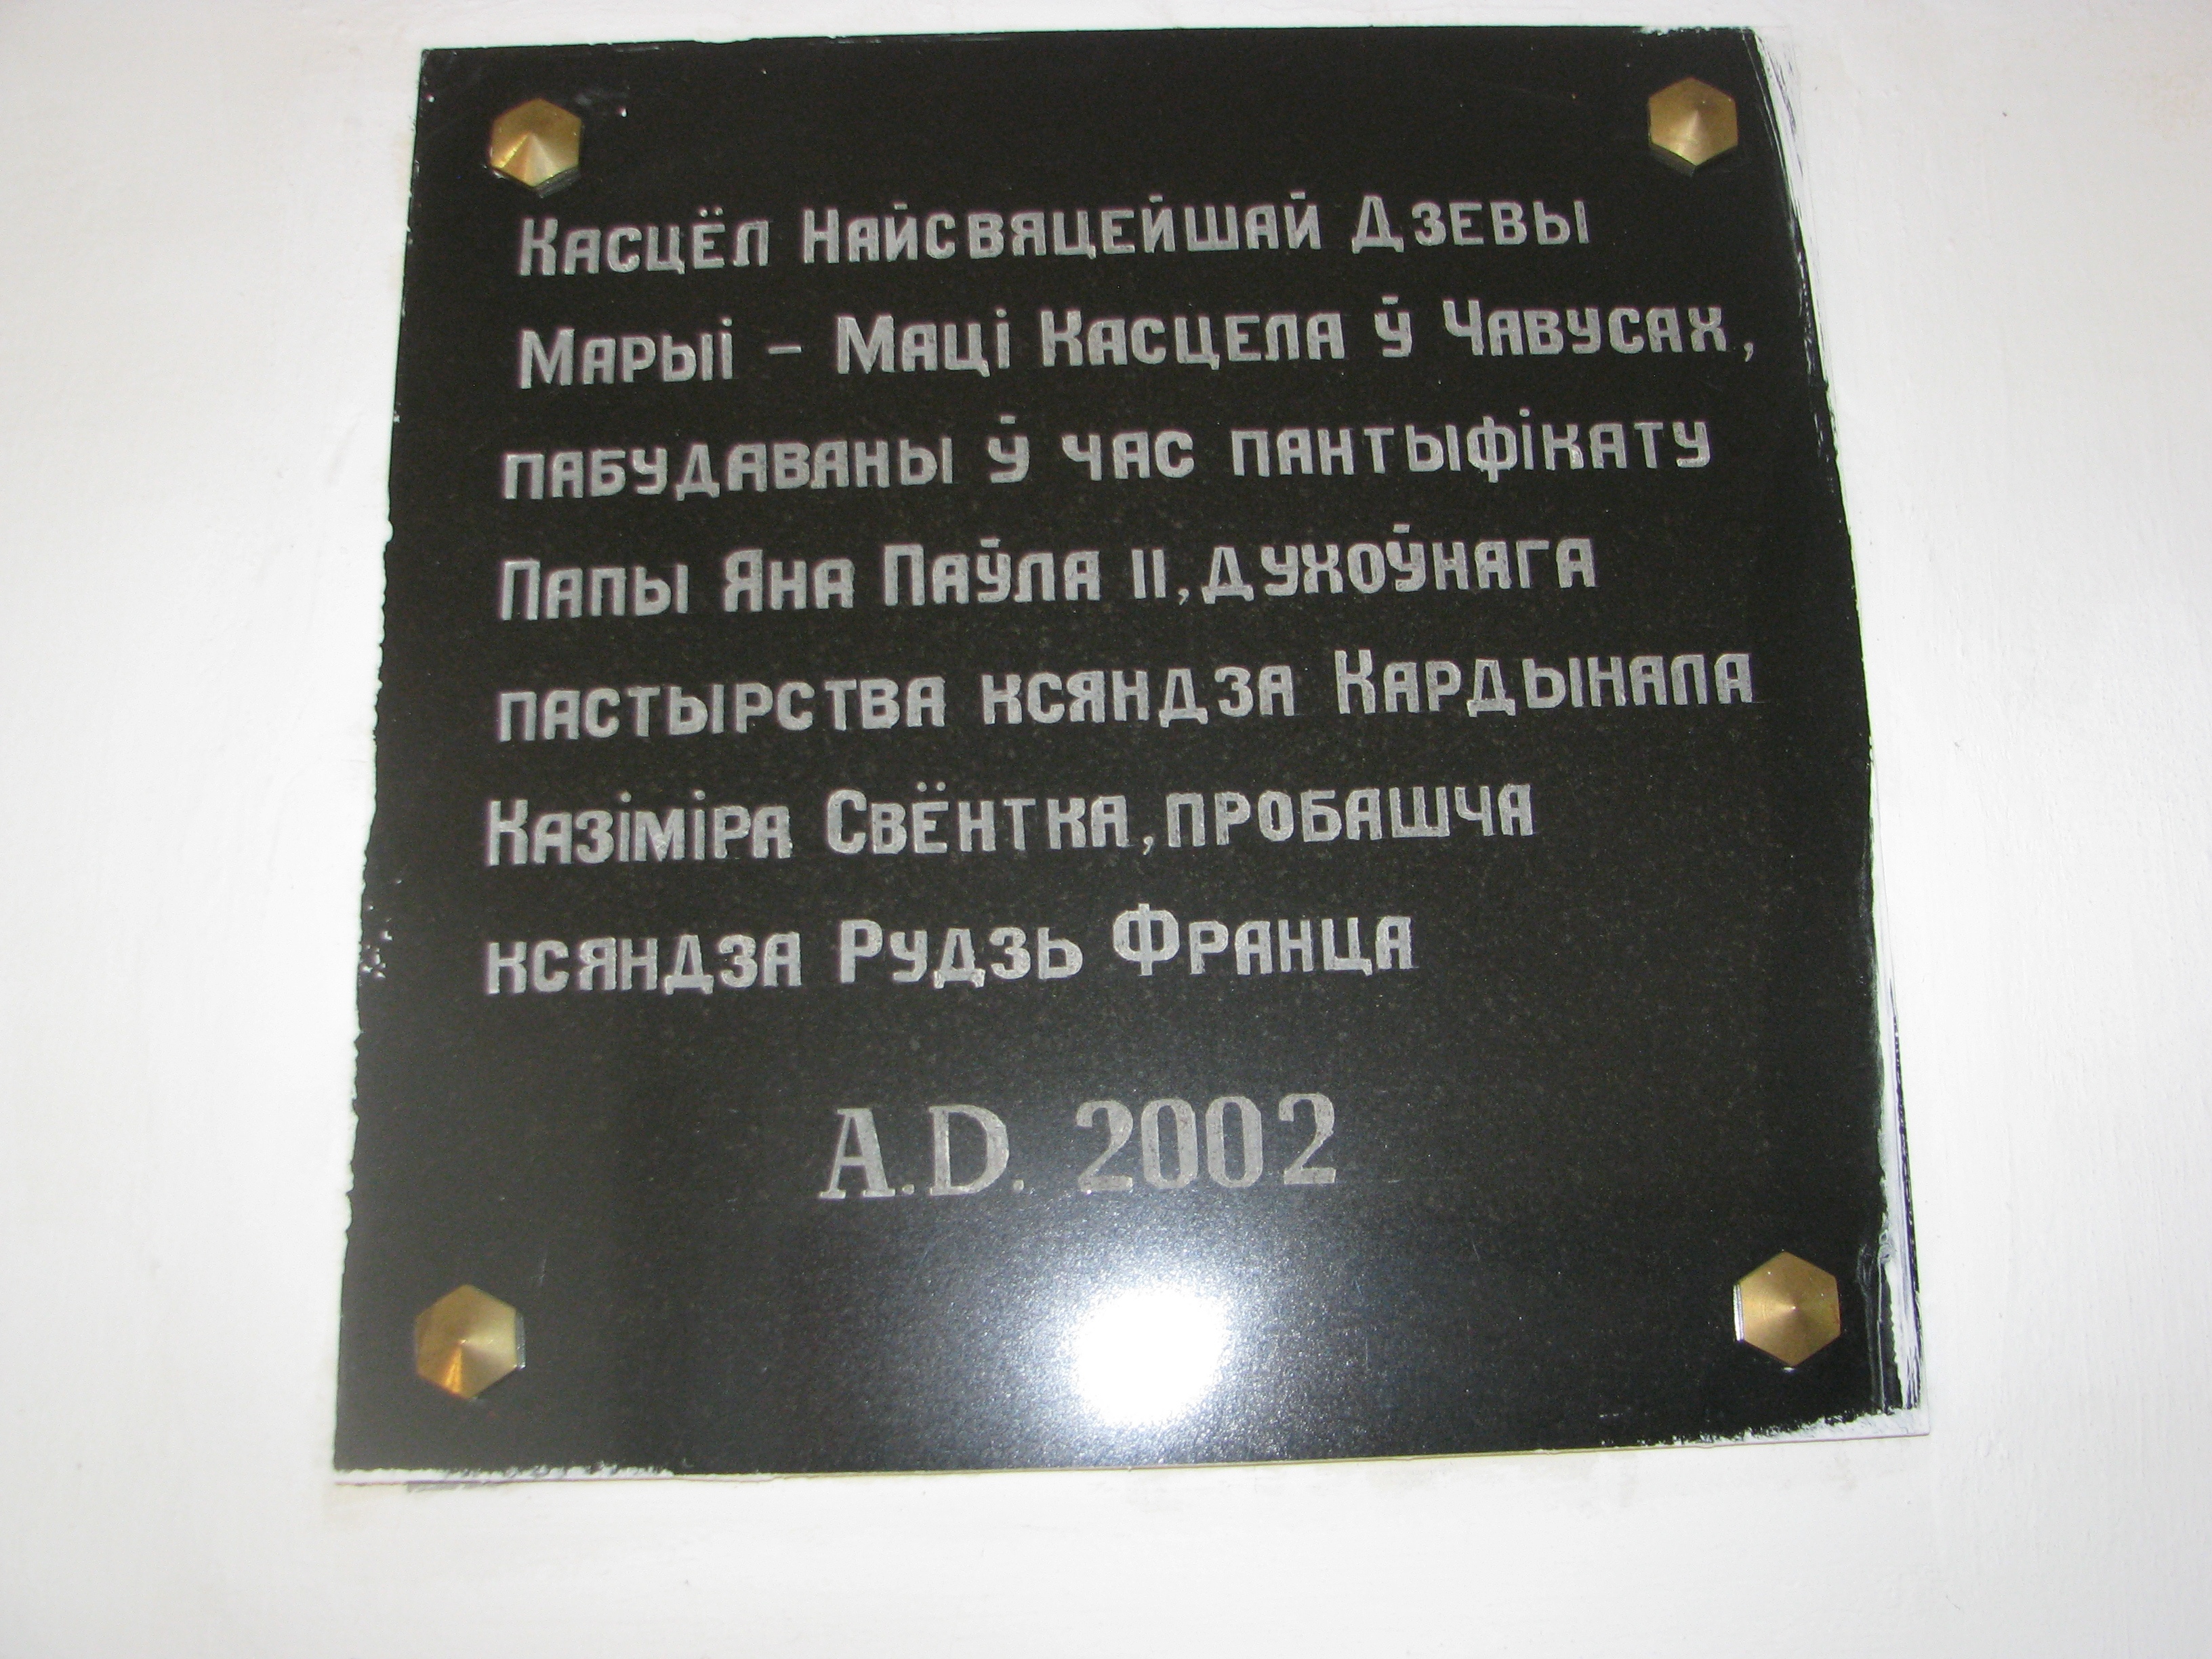 Касцёл Найсвяцейшай Дзевы
Марыіі – Маці Касцела ў Чавусах,
пабудаваны ў час пантыфікату
Папы Яна Паўла II, духоўнага
пастырства ксяндза Кардынала
Казіміра Свёнтка, пробашча
ксяндза Рудзь Франца
A.D. 2002